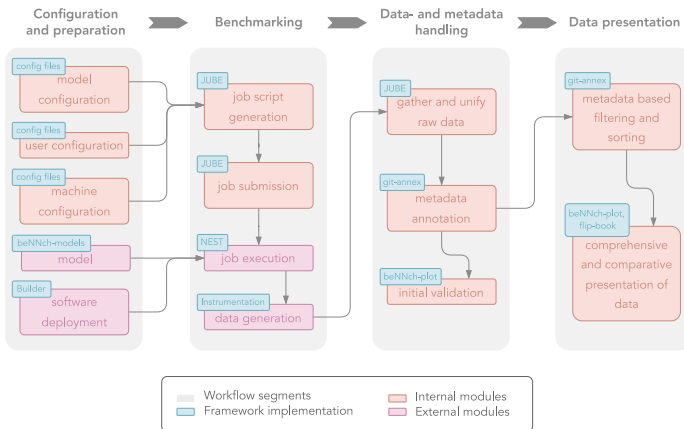 Configuration
and preparation
Benchmarking
Data- and metadata
handling
Data presentation
config files
model
configuration
config files
user configuration
config files
machine
configuration
beNNch-models
model
Builder
software
deployment
JUBE
job script
generation
JUBE
job submission
NEST
job execution
Instrumentation
data generation
JUBE
gather and unify
raw data
git-annex
metadata
annotation
beNNch-plot
initial validation
git-annex
metadata based
filtering and
sorting
beNNch-plot,
flip-book
comprehensive
and comparative
presentation of
data
Workflow segments
Framework implementation
Internal modules
External modules